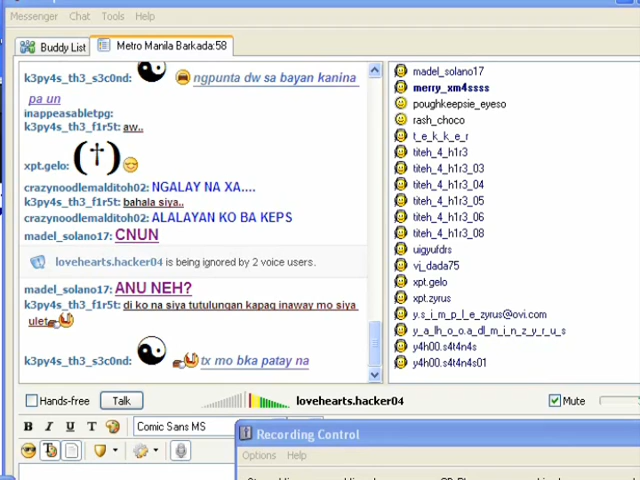 Messenger Chat Tools Help
Buddy List Metro Manila Barkada:58
k3py4s_th3_s3c0nd: ngpunta dw sa bayan kanina
pa un
inappeasabletpg:
k3py4s_th3_f1r5t: aw..
xpt.gelo: (†)
crazynoodlemalditoh02: NGALAY NA XA....
k3py4s_th3_f1r5t: bahala siya..
crazynoodlemalditoh02: ALALAYAN KO BA KEPS
madel_solano17: CNUN
lovehearts.hacker04 is being ignored by 2 voice users.
madel_solano17: ANU NEH?
k3py4s_th3_f1r5t: di ko na siya tutulungan kapag inaway mo siya
ulet
k3py4s_th3_s3c0nd: tx mo bka patay na
madel_solano17
merry_xm4ssss
poughkeepsie_eyeso
rash_choco
t_e_k_k_e_r
titeh_4_h1r3
titeh_4_h1r3_03
titeh_4_h1r3_04
titeh_4_h1r3_05
titeh_4_h1r3_06
titeh_4_h1r3_08
uigyufdrs
vj_dada75
xpt.gelo
xpt.zyrus
y.s_i_m_p_l_e_zyrus@ovi.com
y_a_lh_o_o.a_dl_m_i_n_z_y_r_u_s
y4h00.s4t4n4s
y4h00.s4t4n4s01
Hands-free Talk lovehearts.hacker04 Mute
B I U T Comic Sans MS
Recording Control
Options Help